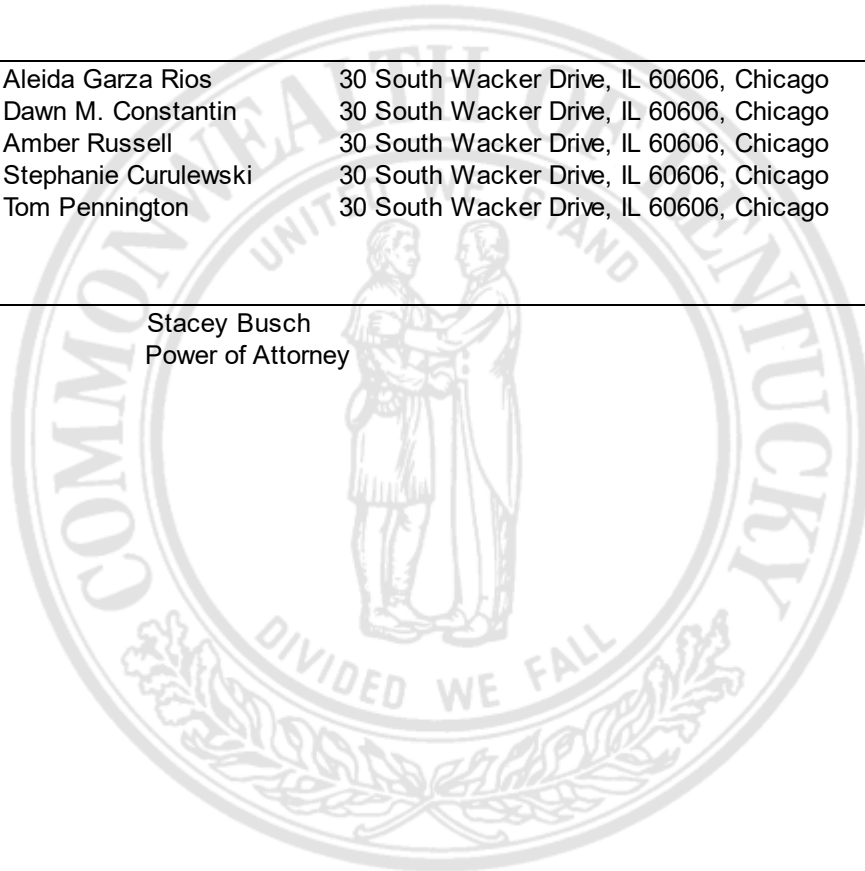 Aleida Garza Rios 30 South Wacker Drive, IL 60606, Chicago
Dawn M. Constantin 30 South Wacker Drive, IL 60606, Chicago
Amber Russell 30 South Wacker Drive, IL 60606, Chicago
Stephanie Curulewski 30 South Wacker Drive, IL 60606, Chicago
Tom Pennington 30 South Wacker Drive, IL 60606, Chicago
Stacey Busch
Power of Attorney
COMMONWEALTH OF KENTUCKY
UNITED WE STAND
DIVIDED WE FALL